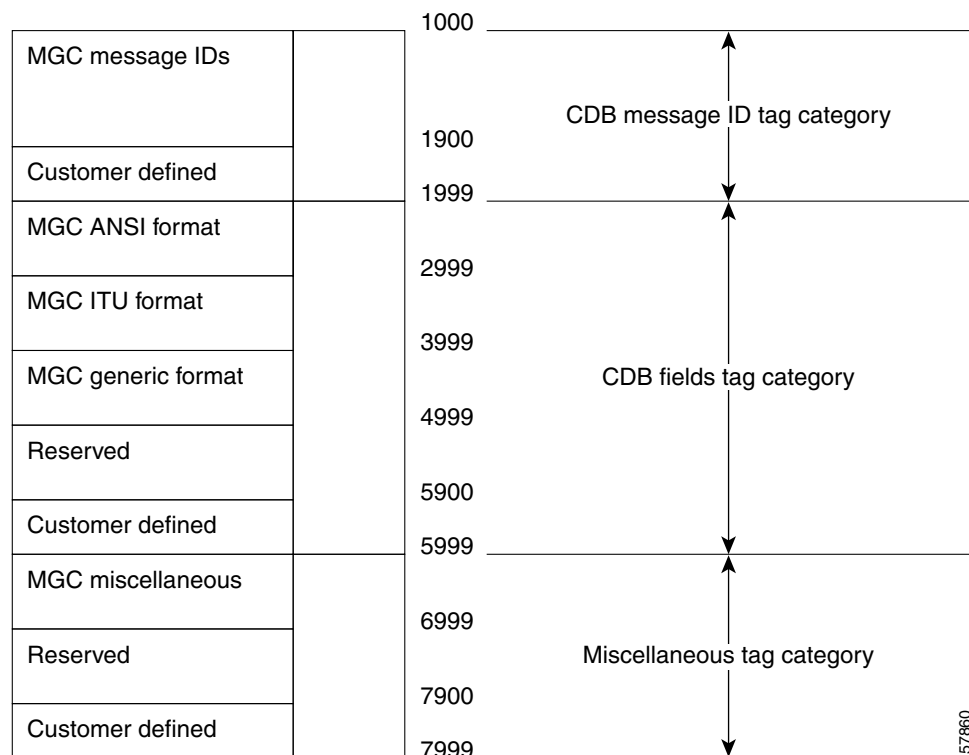 1000
MGC message IDs
CDB message ID tag category
1900
Customer defined
1999
MGC ANSI format
2999
MGC ITU format
3999
MGC generic format
CDB fields tag category
4999
Reserved
5900
Customer defined
5999
MGC miscellaneous
6999
Reserved
Miscellaneous tag category
7900
Customer defined
7999
57860